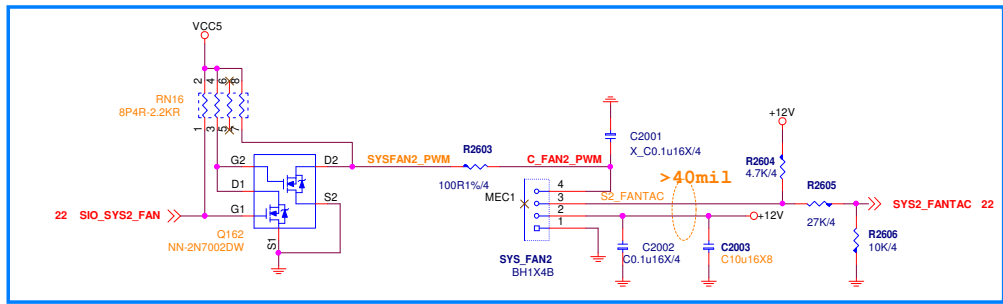 VCC5
2 4 6 8
RN16
8P4R-2.2KR
1 3 5 7
G2 D2
D1 S2
G1
S1
22 SIO_SYS2_FAN
Q162
NN-2N7002DW
SYSFAN2_PWM
R2603
100R1%/4
C_FAN2_PWM
C2001
X_C0.1u16X/4
MEC1
4
3
2
1
S2_FANTAC
>40mil
SYS_FAN2
BH1X4B
C2002
C0.1u16X/4
C2003
C10u16X8
+12V
+12V
R2604
4.7K/4
R2605
27K/4
SYS2_FANTAC 22
R2606
10K/4